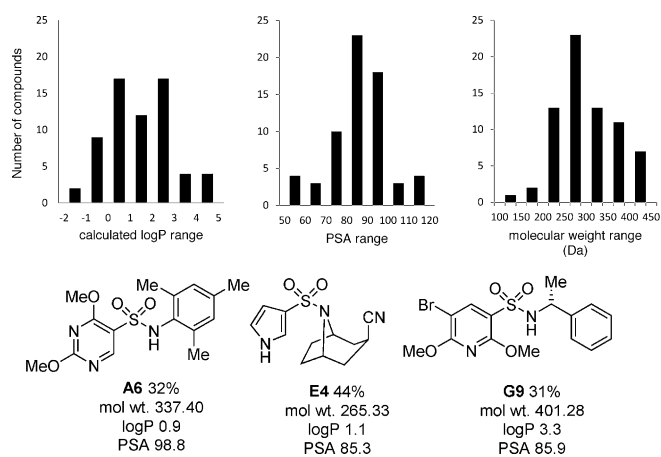 25
20
15
10
5
0
Number of compounds
-2 -1 0 1 2 3 4 5
calculated logP range
25
20
15
10
5
0
50 60 70 80 90 100 110 120
PSA range
25
20
15
10
5
0
100 150 200 250 300 350 400 450
molecular weight range
(Da)
MeO
N
MeO
N
O O
S
N
H
Me
Me
Me
A6 32%
mol wt. 337.40
logP 0.9
PSA 98.8
O O
S
N
CN
N
H
E4 44%
mol wt. 265.33
logP 1.1
PSA 85.3
Br
O O
S
N
H
Me
MeO
N
OMe
G9 31%
mol wt. 401.28
logP 3.3
PSA 85.9